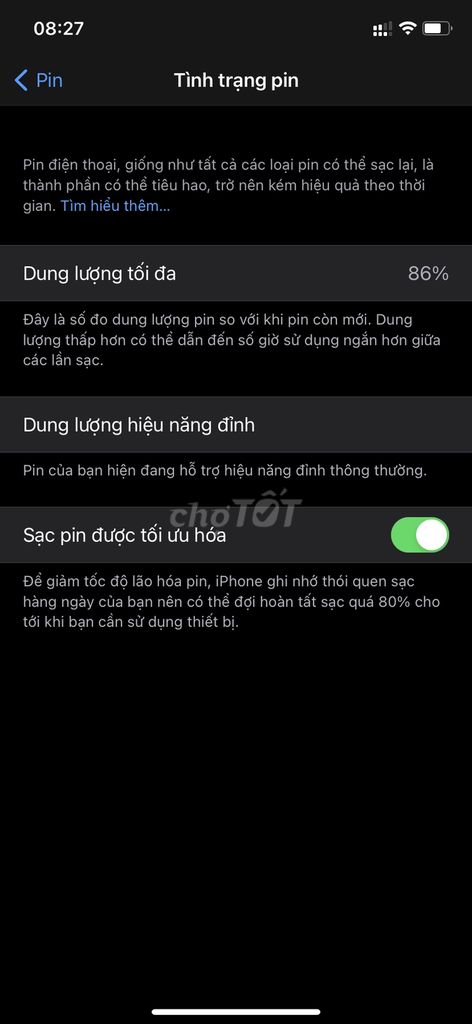 08:27
Pin
Tình trạng pin
Pin điện thoại, giống như tất cả các loại pin có thể sạc lại, là
thành phần có thể tiêu hao, trở nên kém hiệu quả theo thời
gian. Tìm hiểu thêm...
Dung lượng tối đa 86%
Đây là số đo dung lượng pin so với khi pin còn mới. Dung
lượng thấp hơn có thể dẫn đến số giờ sử dụng ngắn hơn giữa
các lần sạc.
Dung lượng hiệu năng đỉnh
Pin của bạn hiện đang hỗ trợ hiệu năng đỉnh thông thường.
chợTỐT
Sạc pin được tối ưu hóa
Để giảm tốc độ lão hóa pin, iPhone ghi nhớ thói quen sạc
hàng ngày của bạn nên có thể đợi hoàn tất sạc quá 80% cho
tới khi bạn cần sử dụng thiết bị.